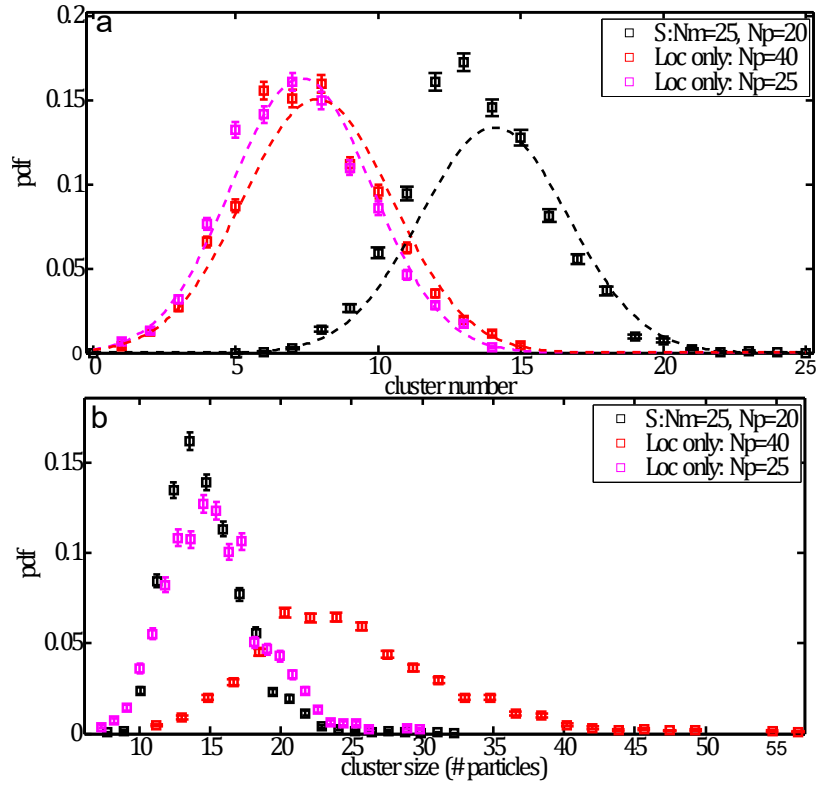 a
0.2
0.15
0.1
0.05
0
pdf
0 5 10 15 20 25
cluster number
S:Nm=25, Np=20
Loc only: Np=40
Loc only: Np=25
b
0.15
0.1
0.05
0
pdf
10 15 20 25 30 35 40 45 50 55
cluster size (# particles)
S:Nm=25, Np=20
Loc only: Np=40
Loc only: Np=25